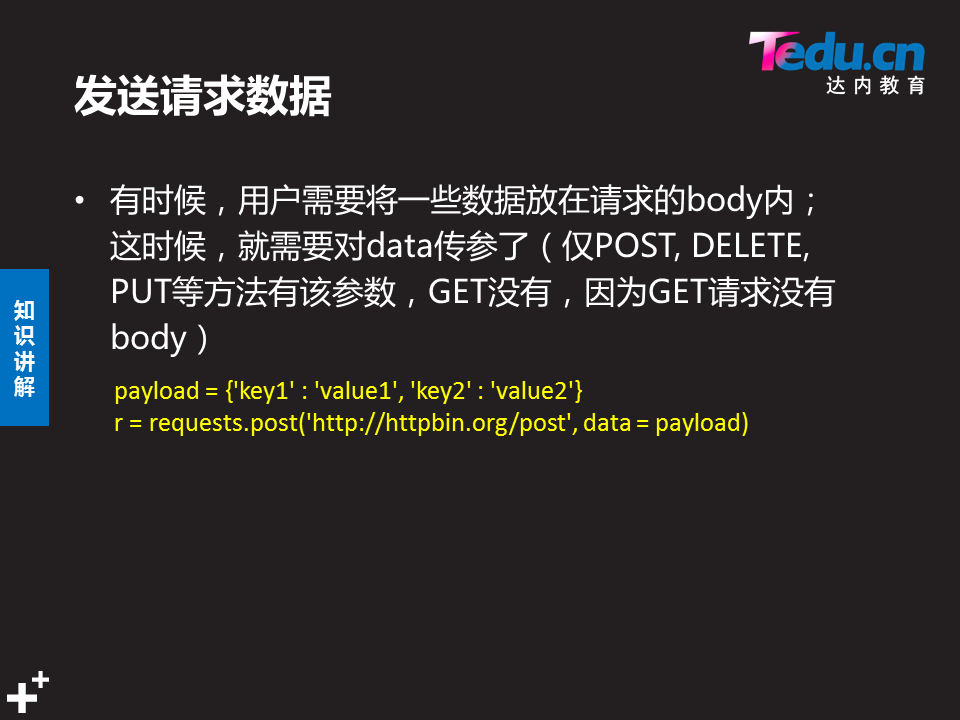 Tedu.cn
达内教育
发送请求数据
• 有时候，用户需要将一些数据放在请求的body内；
这时候，就需要对data传参了（仅POST, DELETE,
PUT等方法有该参数，GET没有，因为GET请求没有
body）
知识讲解
payload = {'key1' : 'value1', 'key2' : 'value2'}
r = requests.post('http://httpbin.org/post', data = payload)